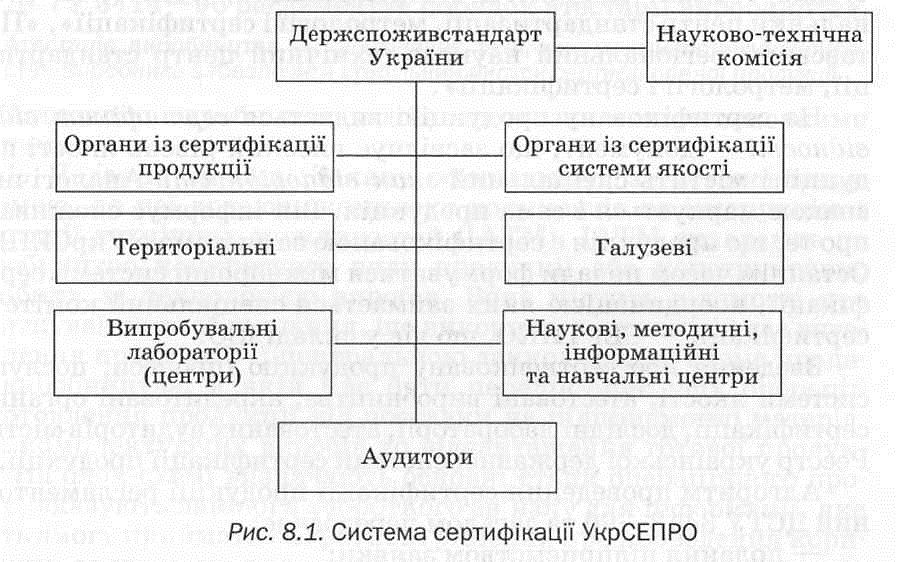 Держспоживстандарт
України
Науково-технічна
комісія
Органи із сертифікації
продукції
Органи із сертифікації
системи якості
Територіальні
Галузеві
Випробувальні
лабораторії
(центри)
Наукові, методичні,
інформаційні
та навчальні центри
Аудитори
Рис. 8.1. Система сертифікації УкрСЕПРО